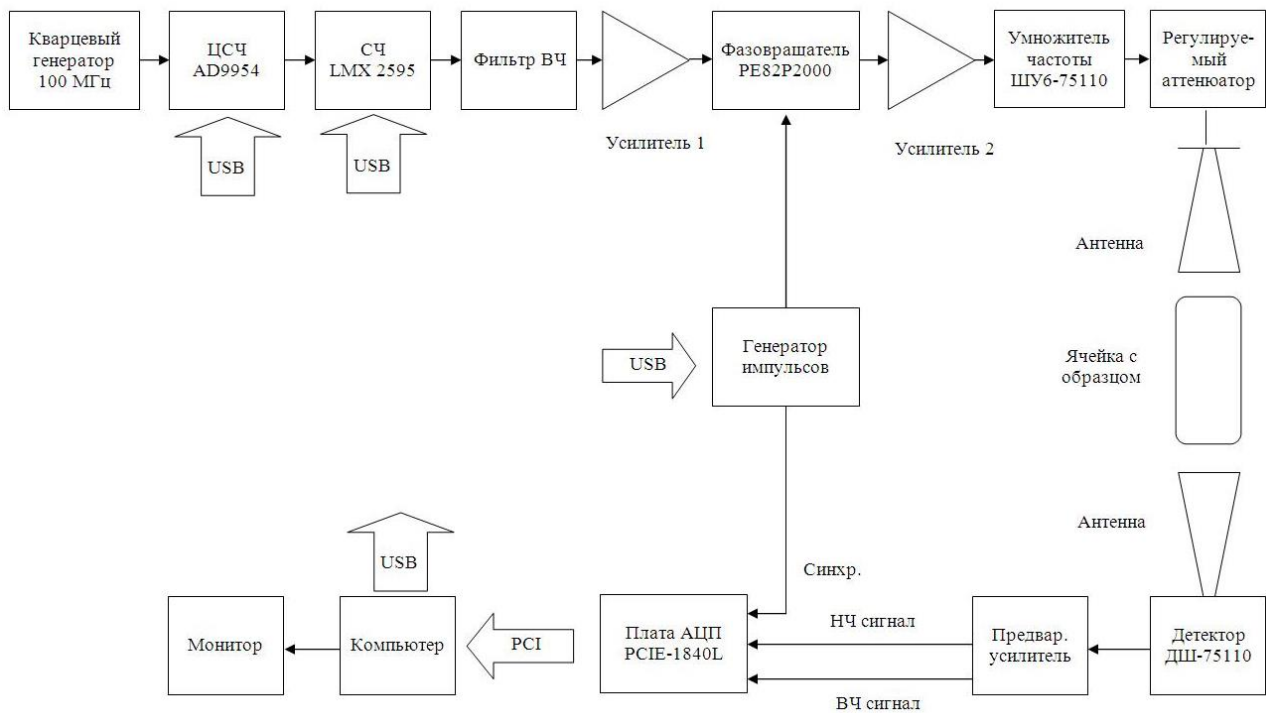 Кварцевый
генератор
100 МГц
ЦСЧ
AD9954
СЧ
LMX 2595
Фильтр ВЧ
Фазоврашатель
PE82P2000
Умножитель
частоты
ШУ6-75110
Регулируе-
мый
аттенюатор
USB
USB
Усилитель 1
Усилитель 2
Антенна
USB
Генератор
импульсов
Ячейка с
образцом
Антенна
USB
Синхр.
Монитор
Компьютер
PCI
Плата АЦП
PCIE-1840L
НЧ сигнал
ВЧ сигнал
Предвар.
усилитель
Детектор
ДШ-75110